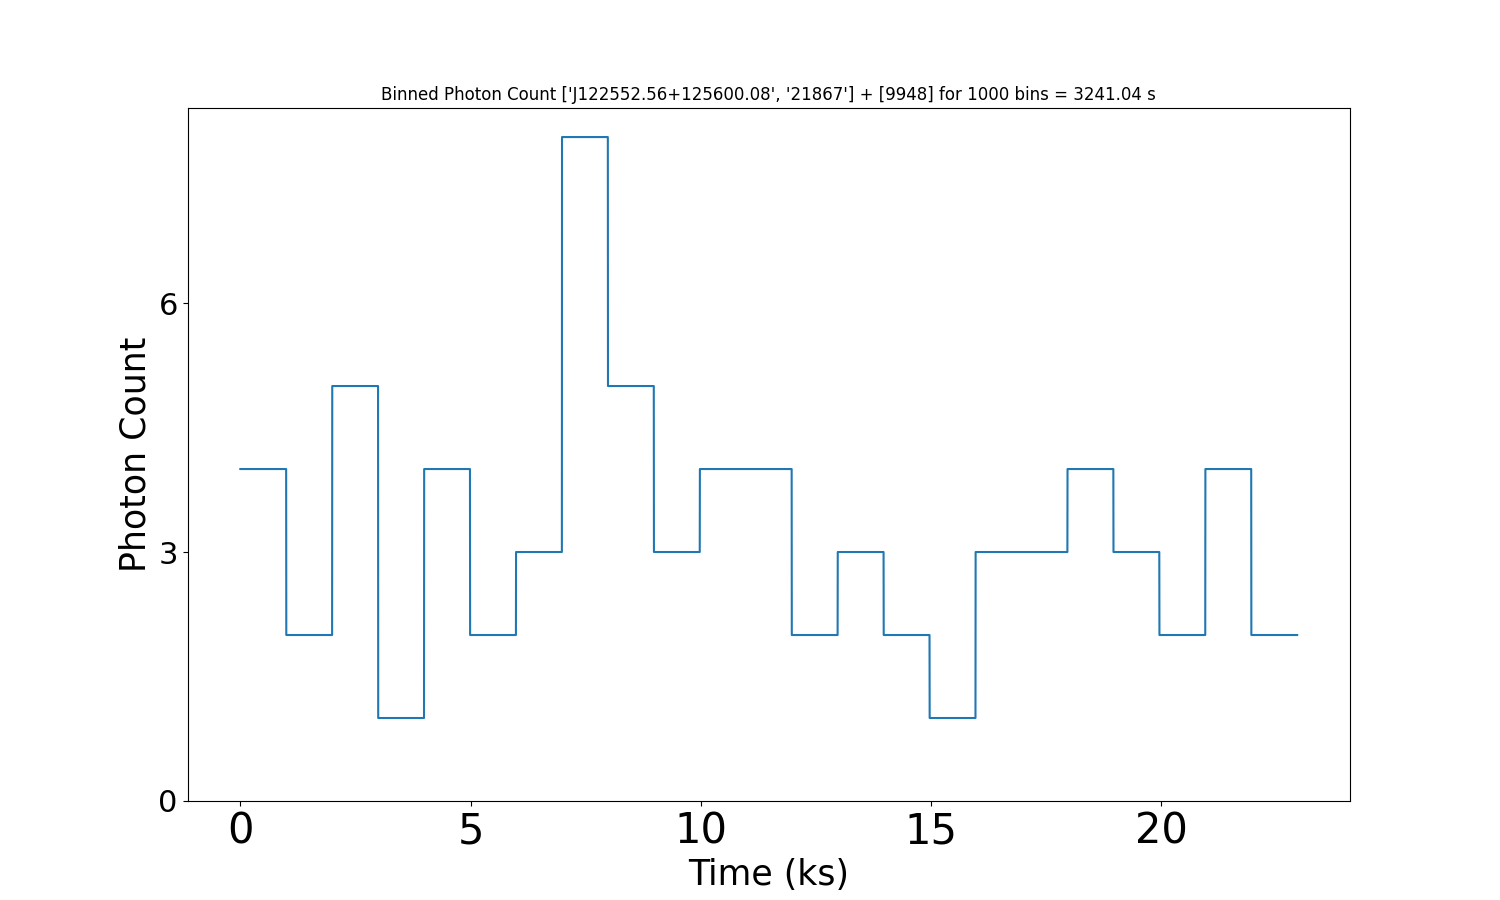 Binned Photon Count ['J122552.56+125600.08', '21867'] + [9948] for 1000 bins = 3241.04 s
6
3
0
Photon Count
0 5 10 15 20
Time (ks)